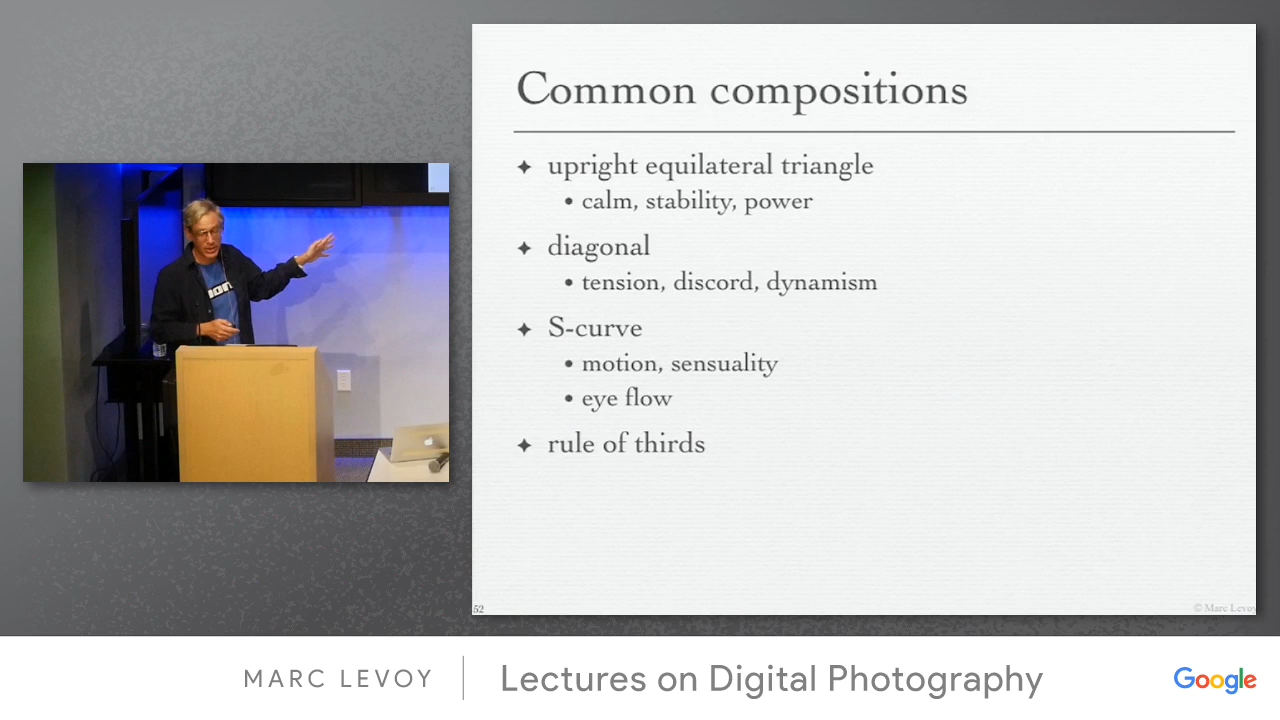 Common compositions
✦ upright equilateral triangle
• calm, stability, power
✦ diagonal
• tension, discord, dynamism
✦ S-curve
• motion, sensuality
• eye flow
✦ rule of thirds
52
© Marc Levoy
MARC LEVOY
Lectures on Digital Photography
Google